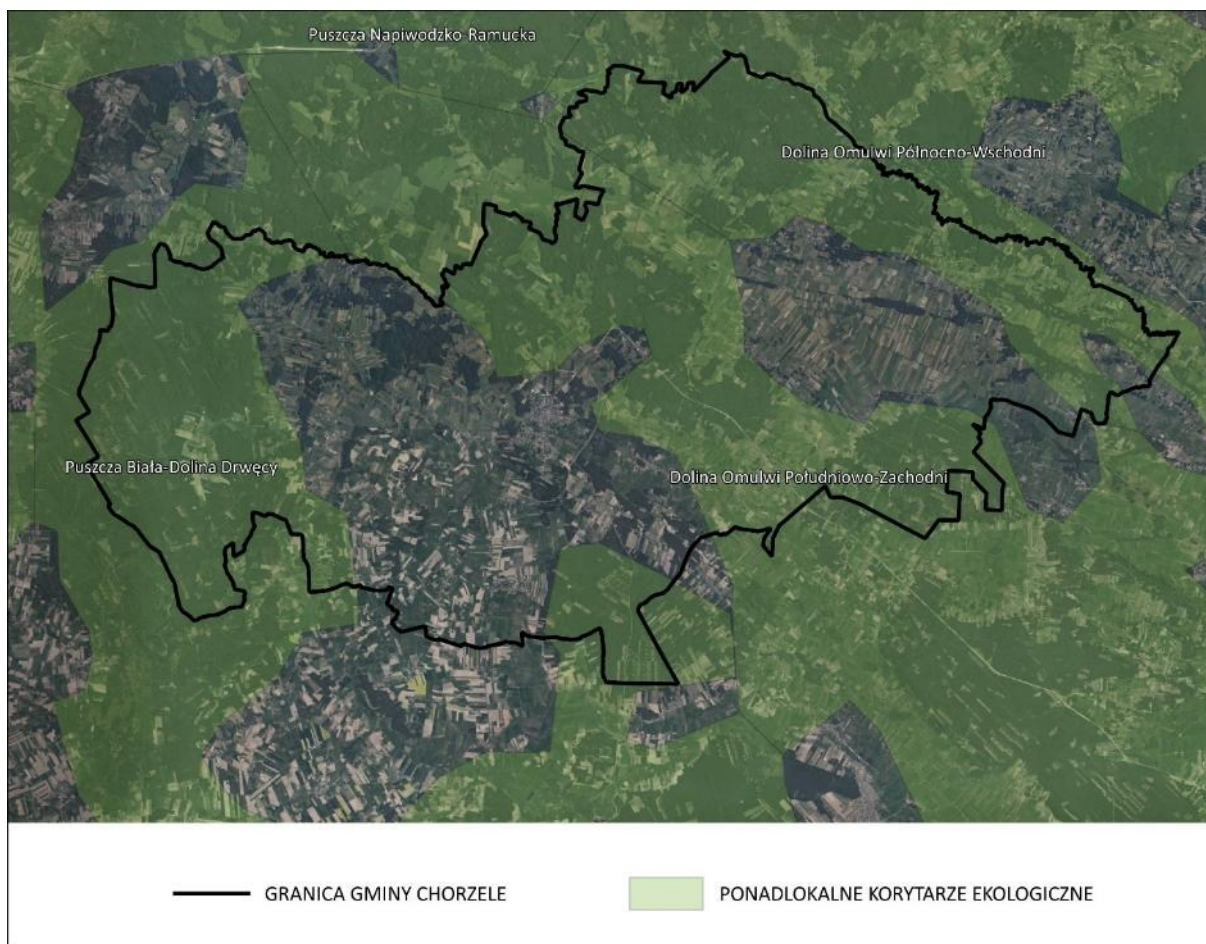 Puszcza Napiwodzko-Ramucka
Dolina Omulwi Północno-Wschodni
Puszcza Biała-Dolina Drwęcy
Dolina Omulwi Południowo-Zachodni
GRANICA GMINY CHORZELE
PONADLOKALNE KORYTARZE EKOLOGICZNE